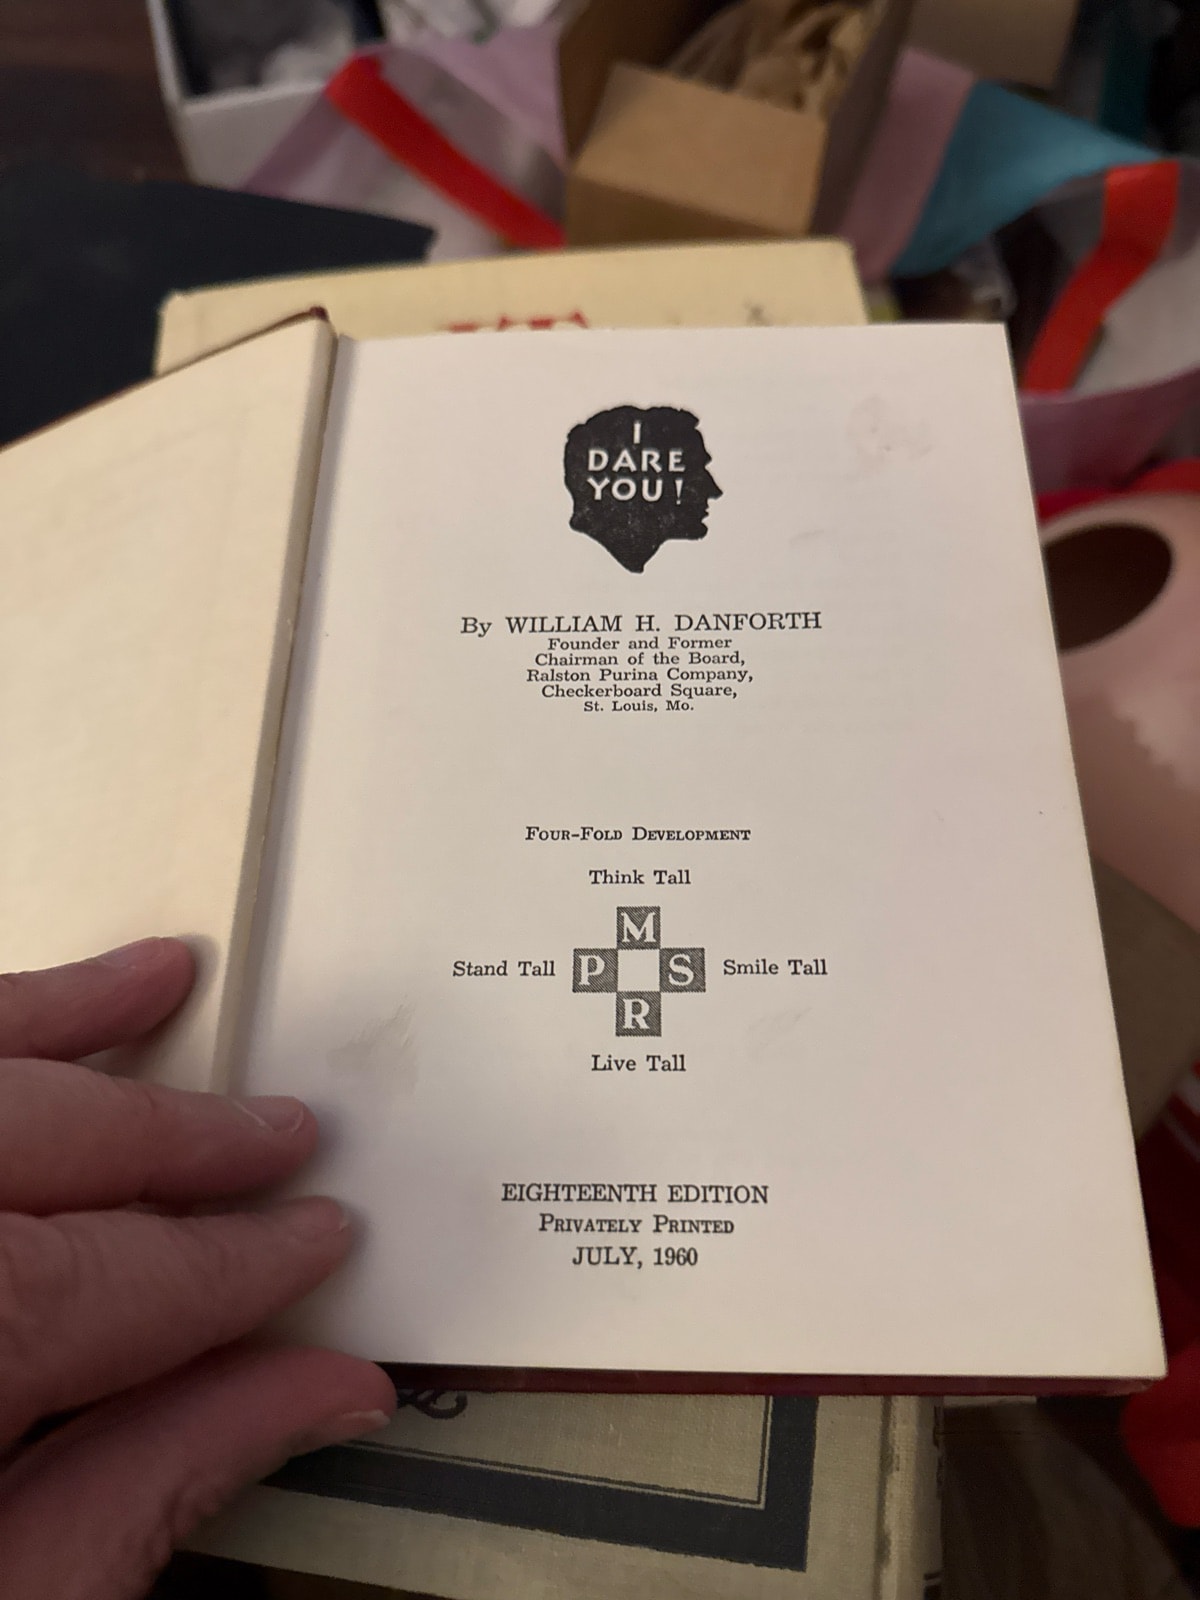 I
DARE
YOU!
By WILLIAM H. DANFORTH
Founder and Former
Chairman of the Board,
Ralston Purina Company,
Checkerboard Square,
St. Louis, Mo.
FOUR-FOLD DEVELOPMENT
Think Tall
M
Stand Tall P S Smile Tall
R
Live Tall
EIGHTEENTH EDITION
PRIVATELY PRINTED
JULY, 1960